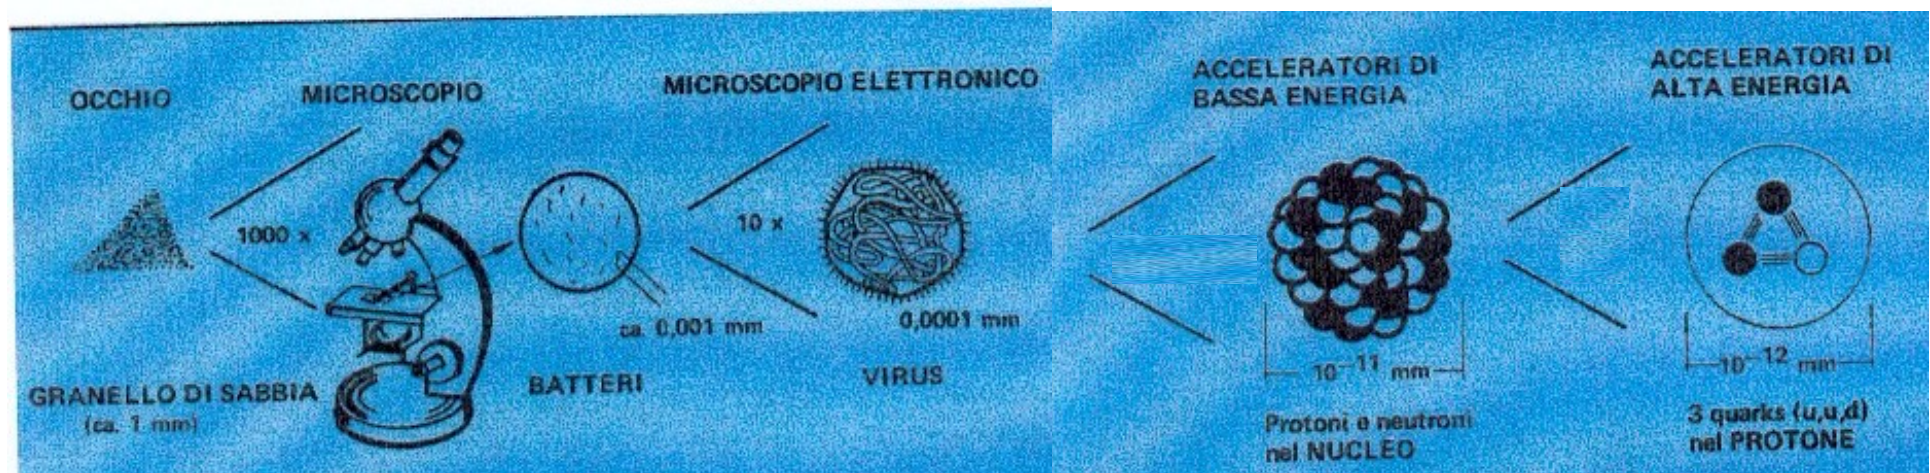 OCCHIO
MICROSCOPIO
MICROSCOPIO ELETTRONICO
ACCELERATORI DI
BASSA ENERGIA
ACCELERATORI DI
ALTA ENERGIA
1000 x
10 x
ca. 0,001 mm
0,0001 mm
10⁻¹¹ mm
10⁻¹² mm
GRANELLO DI SABBIA
(ca. 1 mm)
BATTERI
VIRUS
Protoni e neutroni
nel NUCLEO
3 quarks (u,u,d)
nel PROTONE